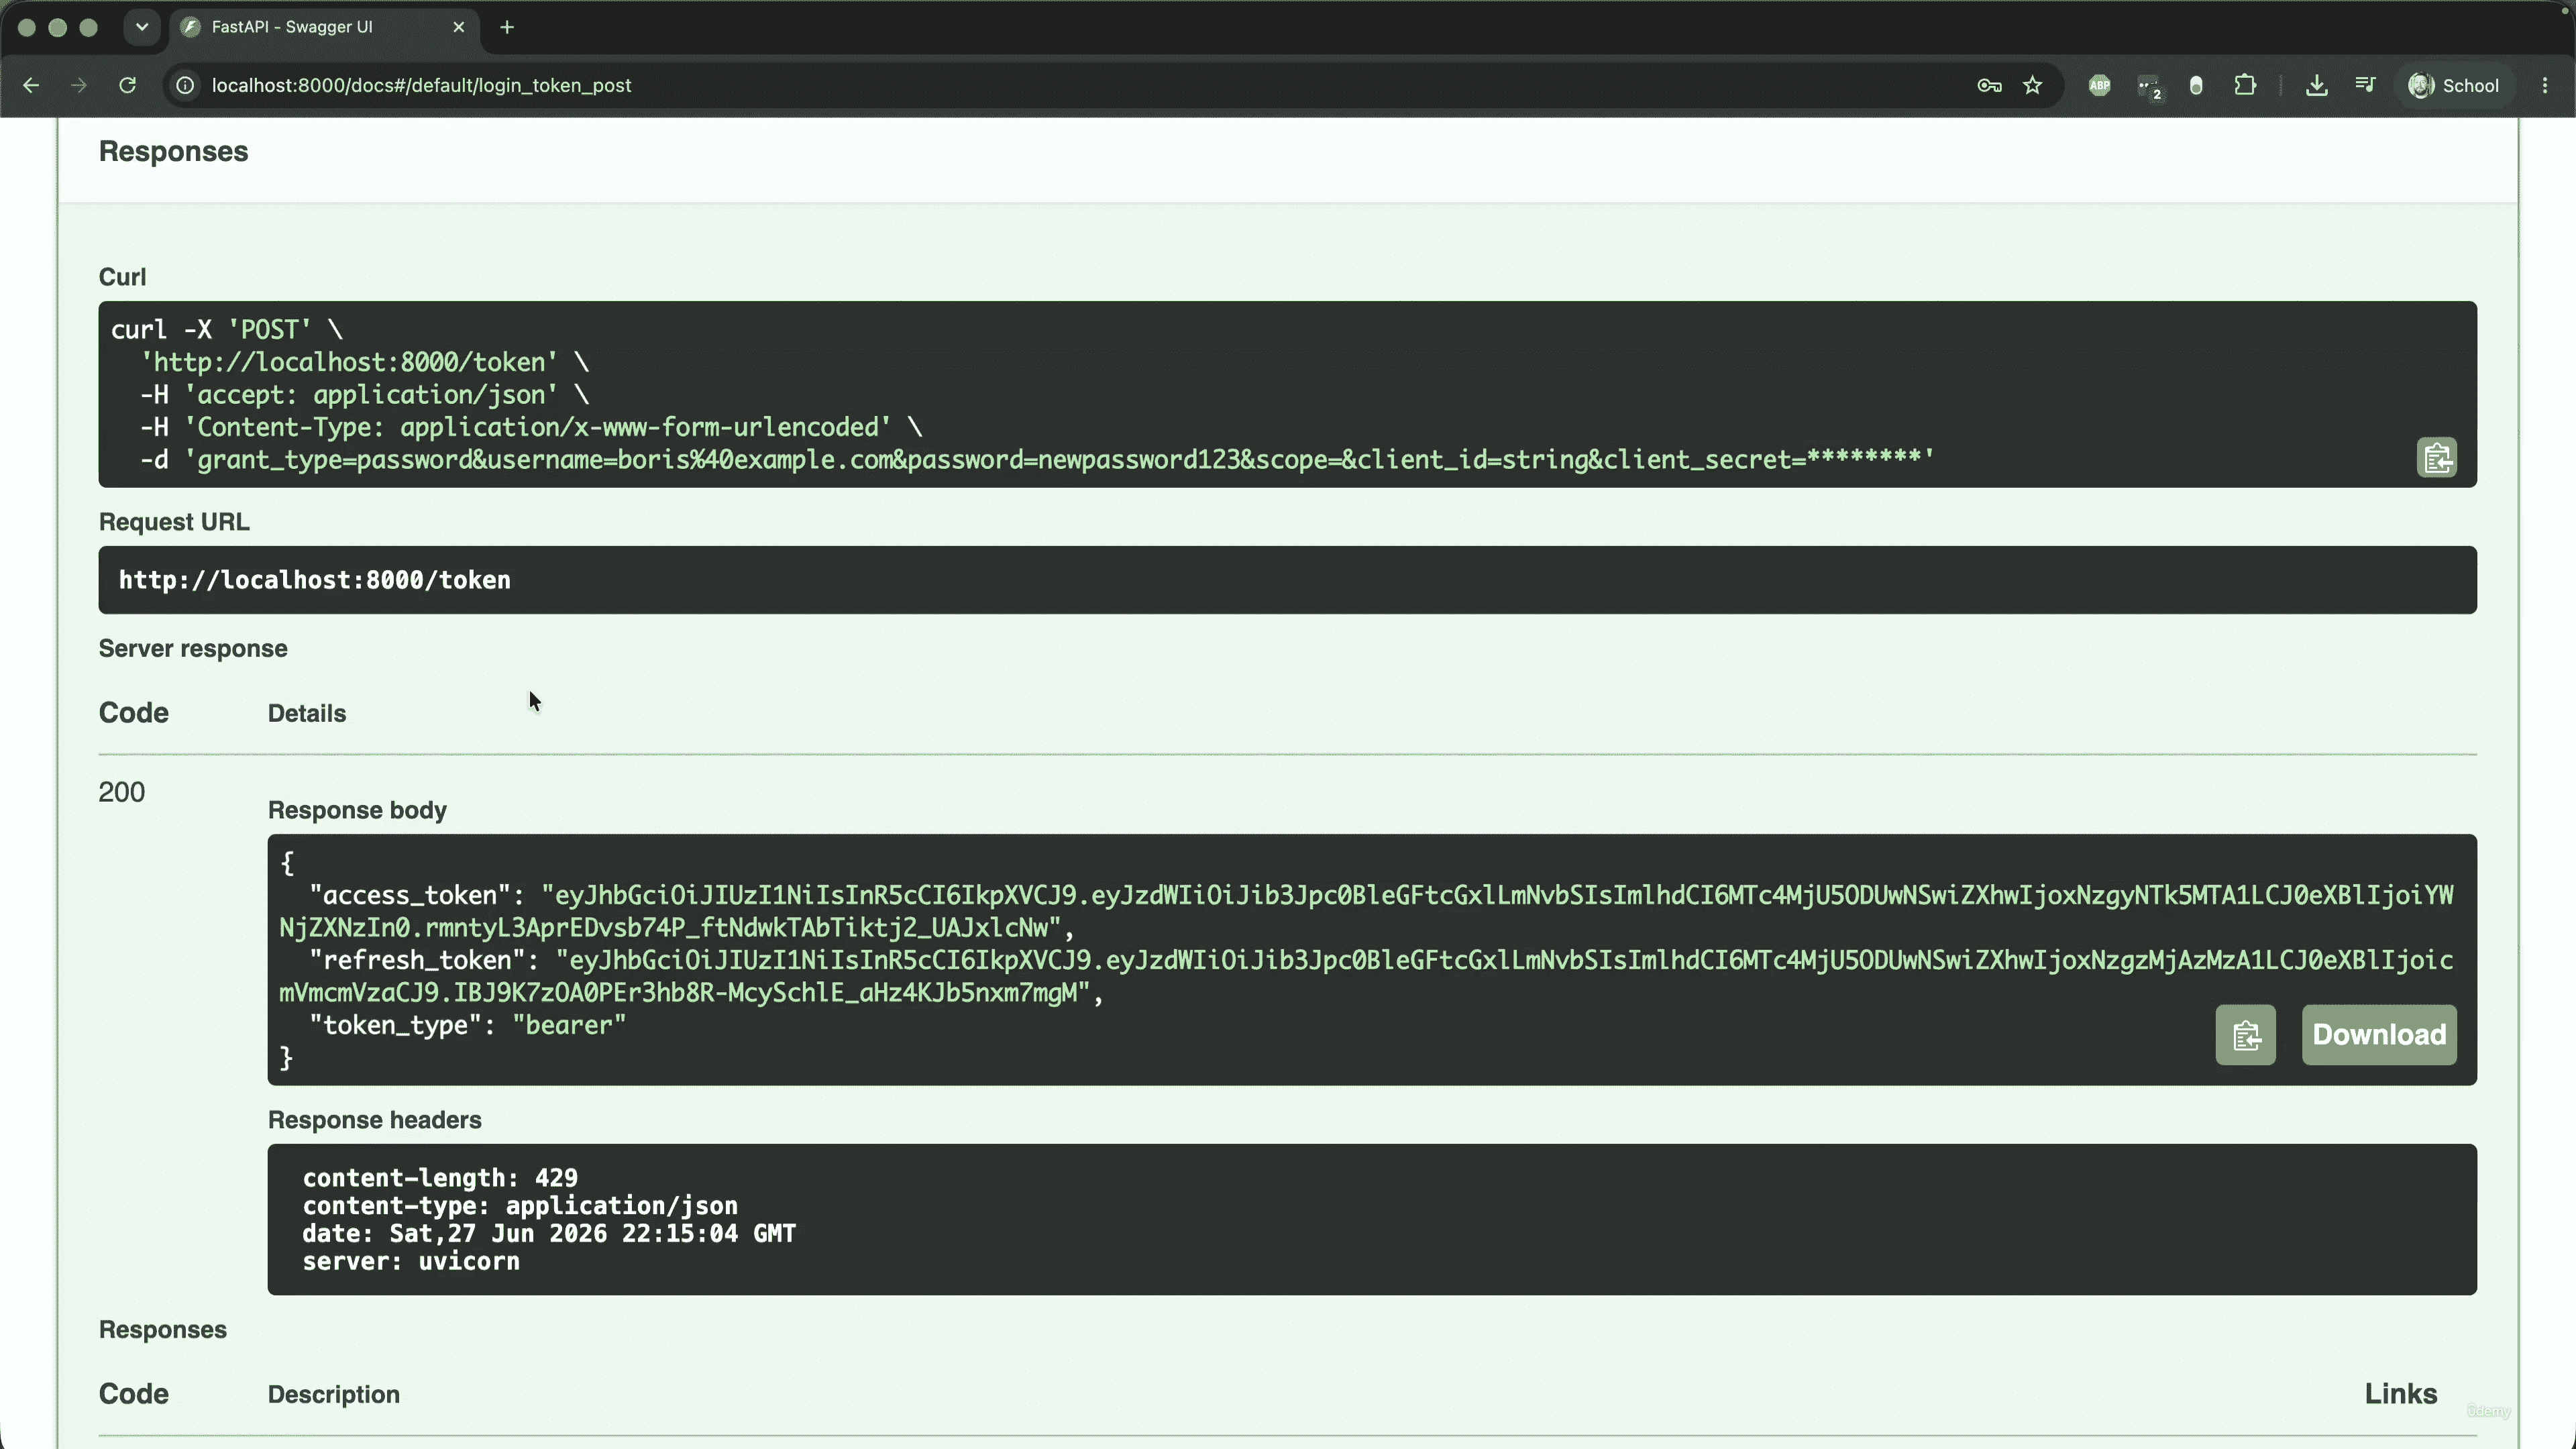 FastAPI - Swagger UI
localhost:8000/docs#/default/login_token_post
ABP
2
School
Responses
Curl
curl -X 'POST' \
'http://localhost:8000/token' \
-H 'accept: application/json' \
-H 'Content-Type: application/x-www-form-urlencoded' \
-d 'grant_type=password&username=boris%40example.com&password=newpassword123&scope=&client_id=string&client_secret=********'
Request URL
http://localhost:8000/token
Server response
Code Details
200
Response body
{
"access_token": "eyJhbGciOiJIUzI1NiIsInR5cCI6IkpXVCJ9.eyJzdWIiOiJib3Jpc0BleGFtcGxlLmNvbSIsImlhdCI6MTc4MjU5ODUwNSwiZXhwIjoxNzgyNTk5MTA1LCJ0eXBlIjoiYW
NjZXNzIn0.rmntyL3AprEDvsb74P_ftNdwkTAbTiktj2_UAJxlcNw",
"refresh_token": "eyJhbGciOiJIUzI1NiIsInR5cCI6IkpXVCJ9.eyJzdWIiOiJib3Jpc0BleGFtcGxlLmNvbSIsImlhdCI6MTc4MjU5ODUwNSwiZXhwIjoxNzgzMjAzMzA1LCJ0eXBlIjoic
mVmcmVzaCJ9.IBJ9K7zOA0PEr3hb8R-McySchlE_aHz4KJb5nxm7mgM",
"token_type": "bearer"
}
Download
Response headers
content-length: 429
content-type: application/json
date: Sat,27 Jun 2026 22:15:04 GMT
server: uvicorn
Responses
Code Description Links
ûdemy